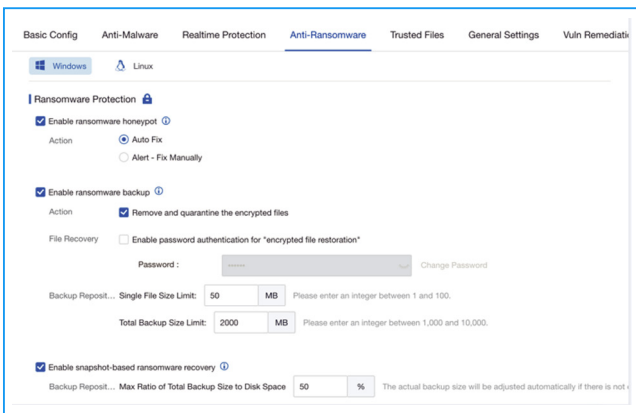 Basic Config Anti-Malware Realtime Protection Anti-Ransomware Trusted Files General Settings Vuln Remediati
Windows Linux
Ransomware Protection
Enable ransomware honeypot
Action Auto Fix
Alert - Fix Manually
Enable ransomware backup
Action Remove and quarantine the encrypted files
File Recovery Enable password authentication for "encrypted file restoration"
Password : ······ Change Password
Backup Reposit... Single File Size Limit: 50 MB Please enter an integer between 1 and 100.
Total Backup Size Limit: 2000 MB Please enter an integer between 1,000 and 10,000.
Enable snapshot-based ransomware recovery
Backup Reposit... Max Ratio of Total Backup Size to Disk Space 50 % The actual backup size will be adjusted automatically if there is not